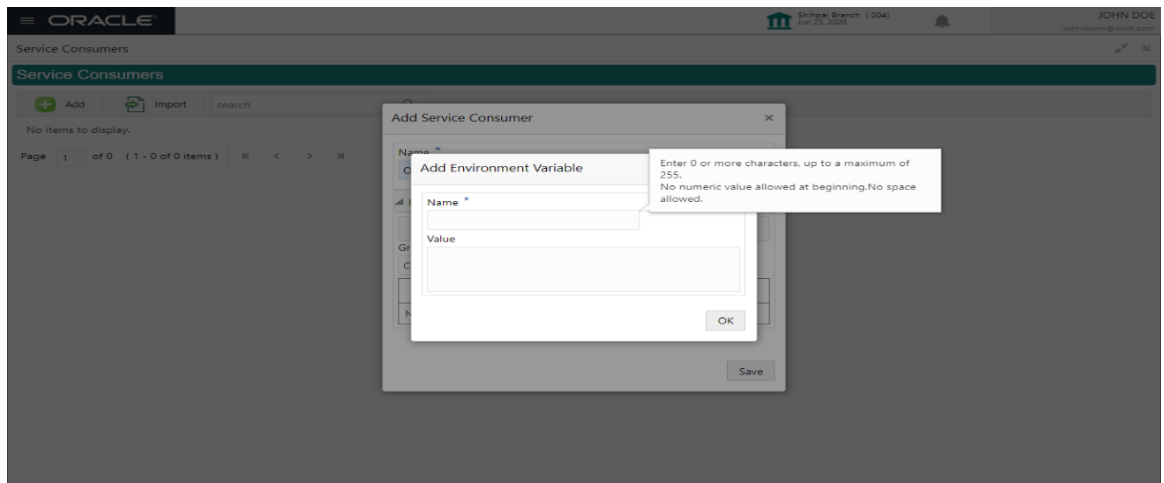 ORACLE
Shihpai Branch ( 004)
Jun 25, 2020
JOHN DOE
Service Consumers
Service Consumers
Add
Import
search
No items to display.
Page 1 of 0 (1 - 0 of 0 items) K < > >|
Add Service Consumer ×
Name *
Add Environment Variable
Enter 0 or more characters, up to a maximum of
255.
No numeric value allowed at beginning.No space
allowed.
Name *
Value
Gr
OK
Save